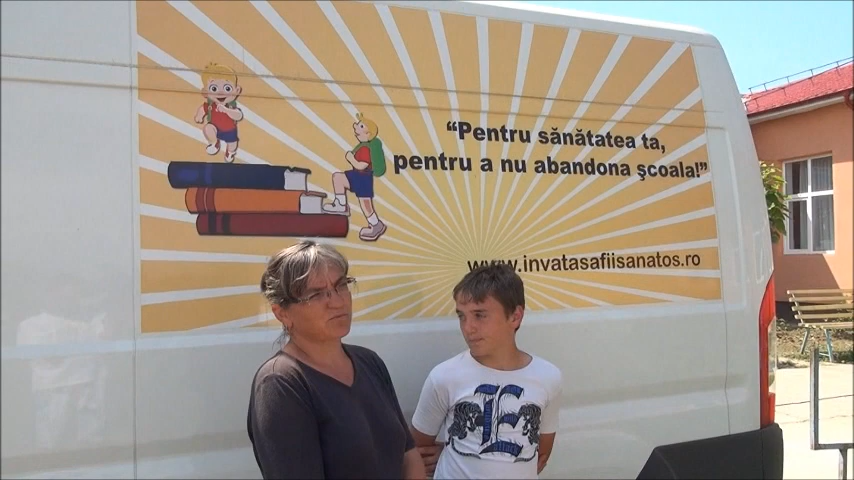 “Pentru sănătatea ta,
pentru a nu abandona şcoala!”
www.invatasafiisanatos.ro